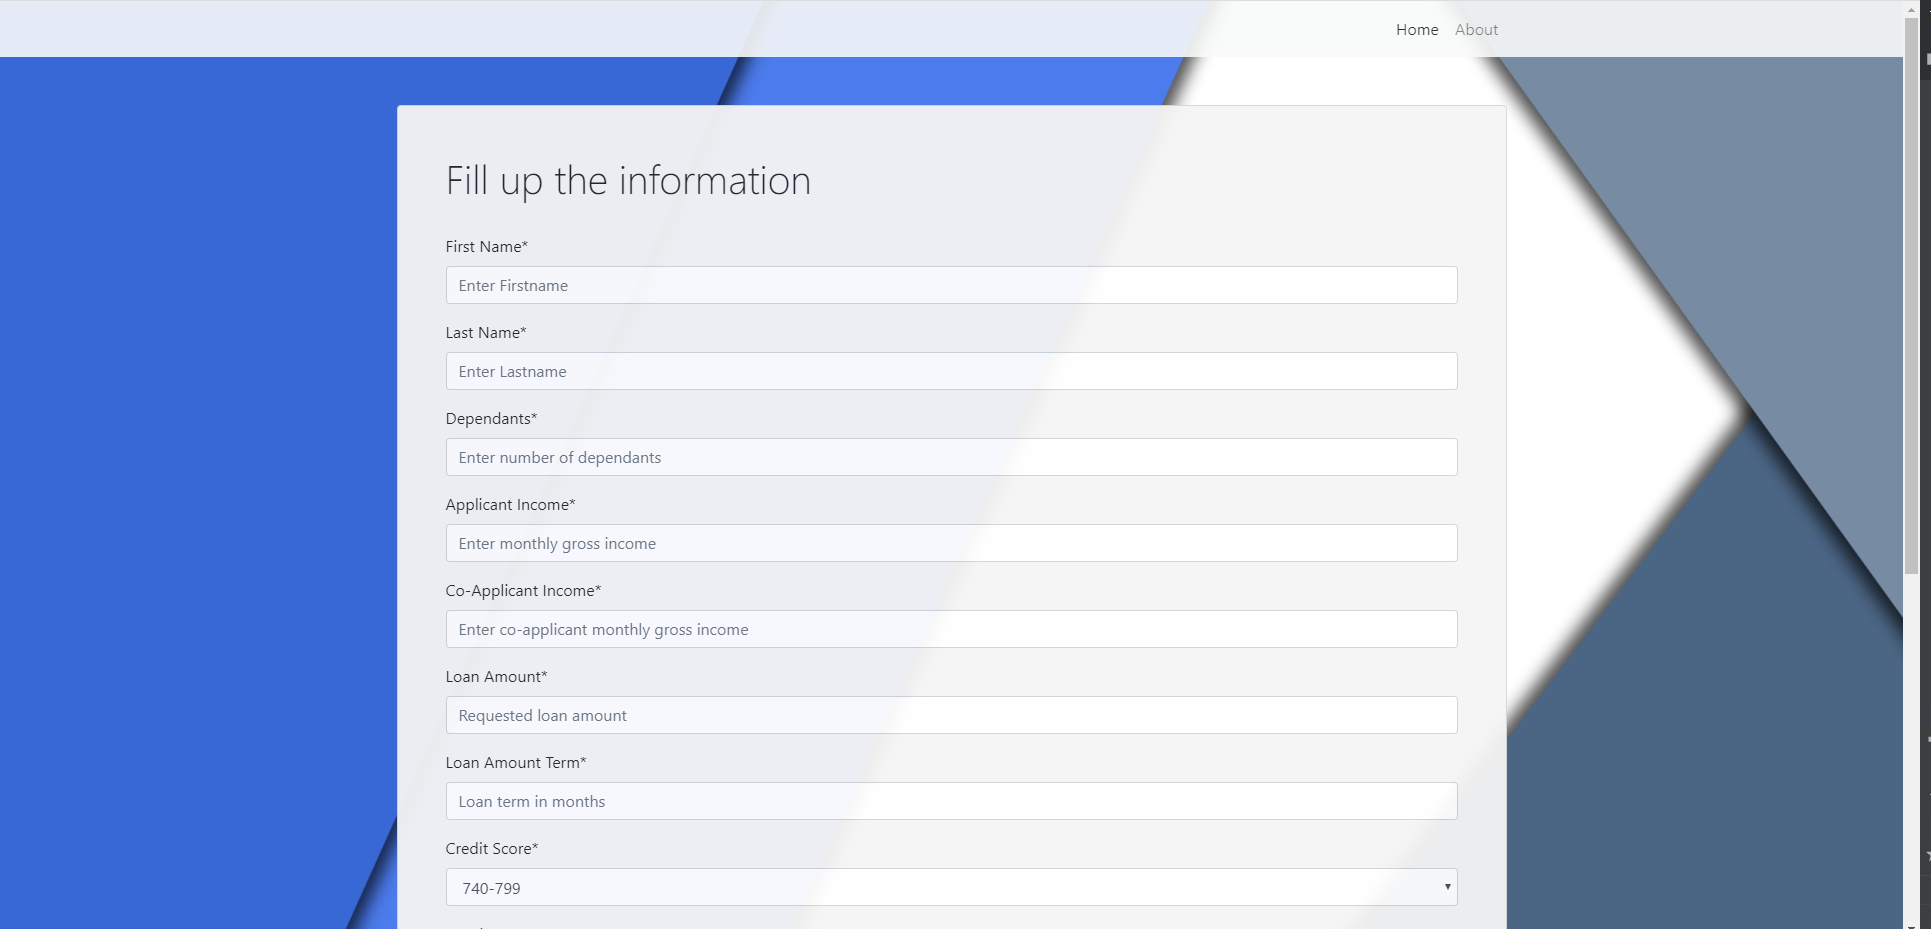 Home About
Fill up the information
First Name*
Enter Firstname
Last Name*
Enter Lastname
Dependants*
Enter number of dependants
Applicant Income*
Enter monthly gross income
Co-Applicant Income*
Enter co-applicant monthly gross income
Loan Amount*
Requested loan amount
Loan Amount Term*
Loan term in months
Credit Score*
740-799